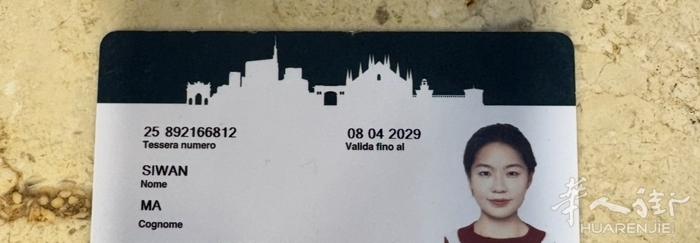 25 892166812
Tessera numero
08 04 2029
Valida fino al
SIWAN
Nome
MA
Cognome
华人街
HUARENJIE